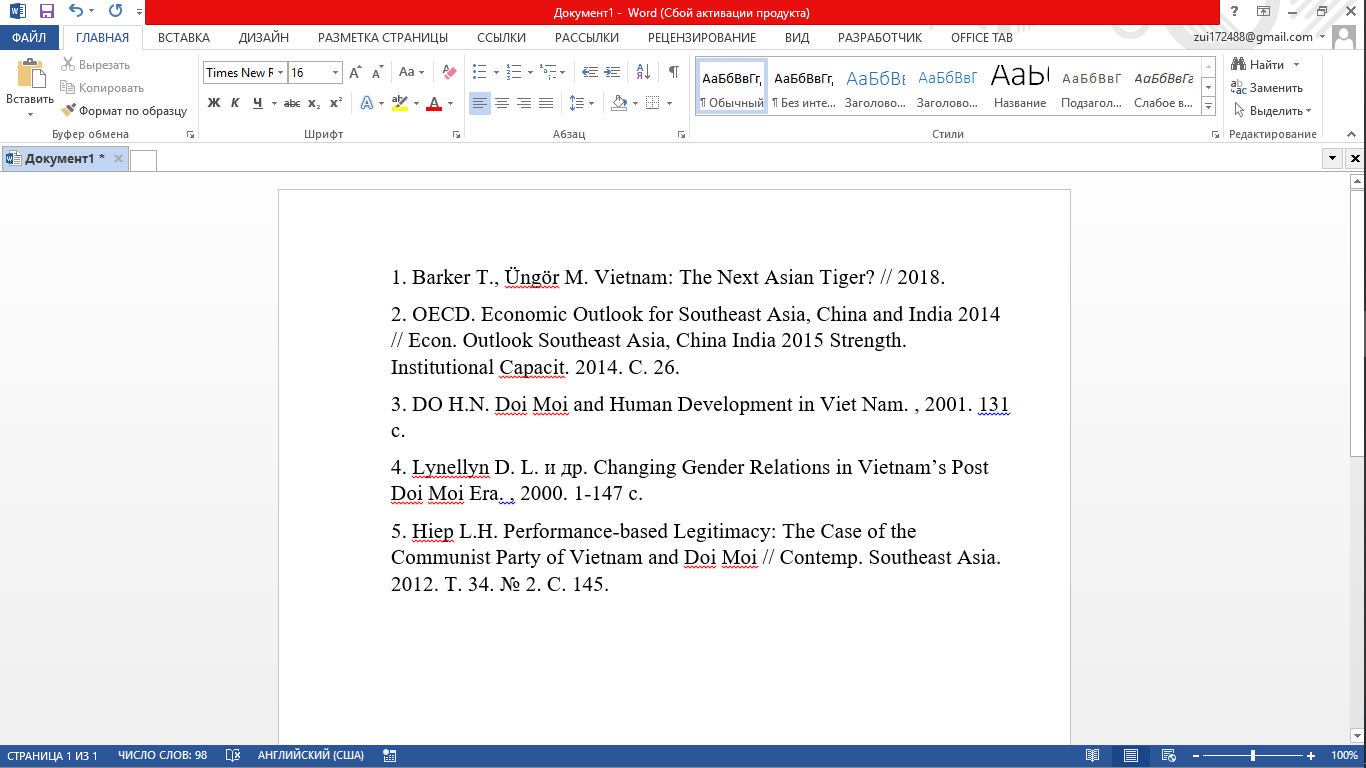 Документ1 - Word (Сбой активации продукта)
ФАЙЛ ГЛАВНАЯ ВСТАВКА ДИЗАЙН РАЗМЕТКА СТРАНИЦЫ ССЫЛКИ РАССЫЛКИ РЕЦЕНЗИРОВАНИЕ ВИД РАЗРАБОТЧИК OFFICE TAB zui172488@gmail.com
Вставить
Вырезать
Копировать
Формат по образцу
Буфер обмена
Times New R 16
Ж К Ч abc x₂ x²
Шрифт
Абзац
АаБбВвГг, АаБбВвГг, АаБбВı АаБбВвГ АаЬ АаБбВвГ АаБбВвГг
¶ Обычный ¶ Без инте... Заголово... Заголово... Название Подзагол... Слабое в...
Стили
Найти
Заменить
Выделить
Редактирование
Документ1 *
1. Barker T., Üngör M. Vietnam: The Next Asian Tiger? // 2018.
2. OECD. Economic Outlook for Southeast Asia, China and India 2014
// Econ. Outlook Southeast Asia, China India 2015 Strength.
Institutional Capacit. 2014. С. 26.
3. DO H.N. Doi Moi and Human Development in Viet Nam. , 2001. 131
с.
4. Lynellyn D. L. и др. Changing Gender Relations in Vietnam’s Post
Doi Moi Era. , 2000. 1-147 с.
5. Hiep L.H. Performance-based Legitimacy: The Case of the
Communist Party of Vietnam and Doi Moi // Contemp. Southeast Asia.
2012. Т. 34. № 2. С. 145.
СТРАНИЦА 1 ИЗ 1 ЧИСЛО СЛОВ: 98 АНГЛИЙСКИЙ (США) 100%